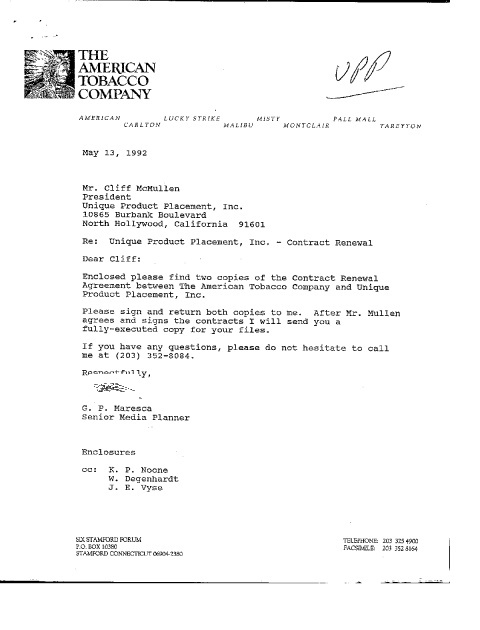 THE
AMERICAN
TOBACCO
COMPANY
UPP
AMERICAN LUCKY STRIKE MISTY PALL MALL
CARLTON MALIBU MONTCLAIR TAREYTON
May 13, 1992
Mr. Cliff McMullen
President
Unique Product Placement, Inc.
10865 Burbank Boulevard
North Hollywood, California 91601
Re: Unique Product Placement, Inc. - Contract Renewal
Dear Cliff:
Enclosed please find two copies of the Contract Renewal
Agreement between The American Tobacco Company and Unique
Product Placement, Inc.
Please sign and return both copies to me. After Mr. Mullen
agrees and signs the contracts I will send you a
fully-executed copy for your files.
If you have any questions, please do not hesitate to call
me at (203) 352-8084.
Respectfully,
G. P. Maresca
Senior Media Planner
Enclosures
cc: K. P. Noone
W. Degenhardt
J. E. Vyse
SIX STAMFORD FORUM
P.O. BOX 10380
STAMFORD CONNECTICUT 06904-2380
TELEPHONE: 203 325 4900
FACSIMILE: 203 352 8164